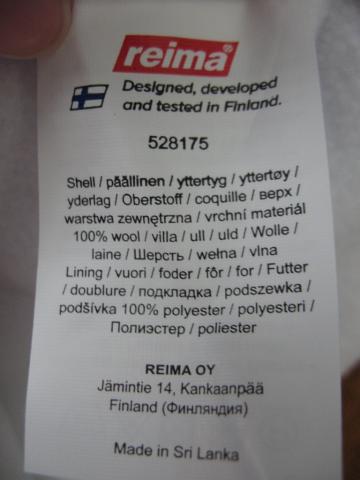 reima®
Designed, developed
and tested in Finland.
528175
Shell / päällinen / yttertyg / yttertøy /
yderlag / Oberstoff / coquille / верх /
warstwa zewnętrzna / vrchní materiál
100% wool / villa / ull / uld / Wolle /
laine / Шерсть / wełna / vlna
Lining / vuori / foder / fôr / for / Futter
/ doublure / подкладка / podszewka /
podšívka 100% polyester / polyesteri /
Полиэстер / poliester
REIMA OY
Jämintie 14, Kankaanpää
Finland (Финляндия)
Made in Sri Lanka